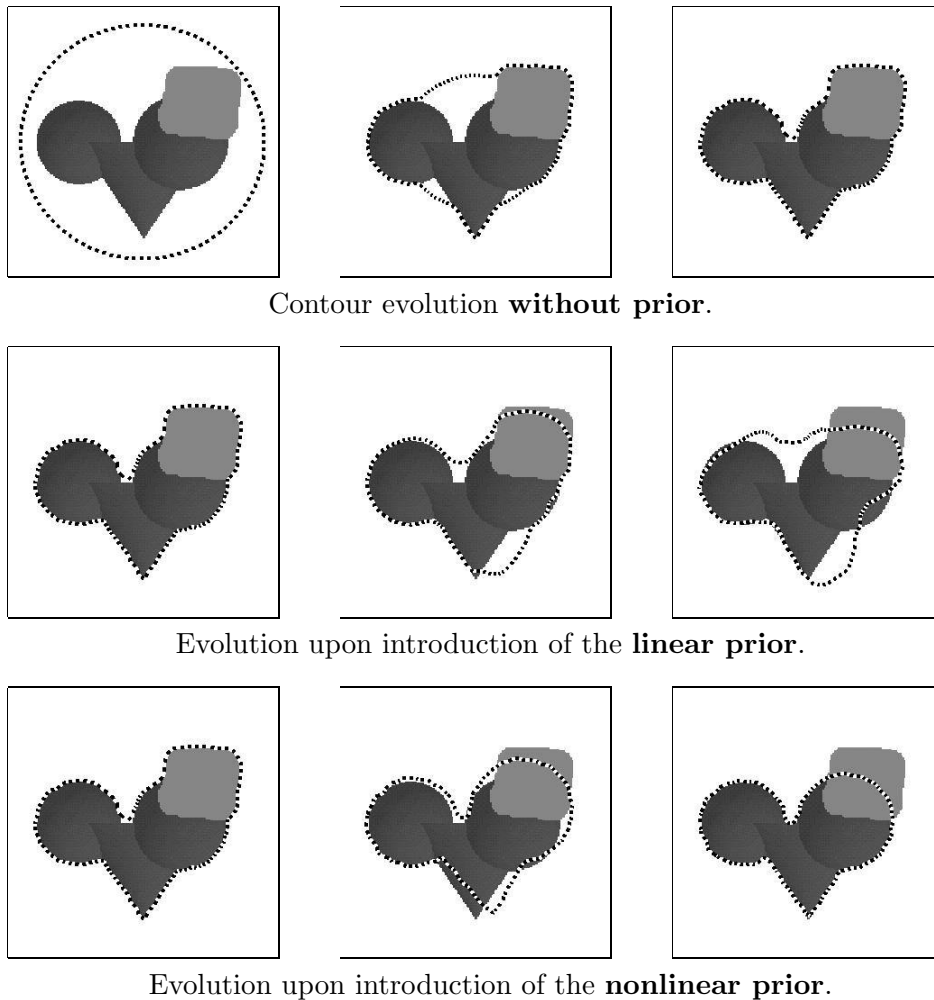 Contour evolution without prior.
Evolution upon introduction of the linear prior.
Evolution upon introduction of the nonlinear prior.